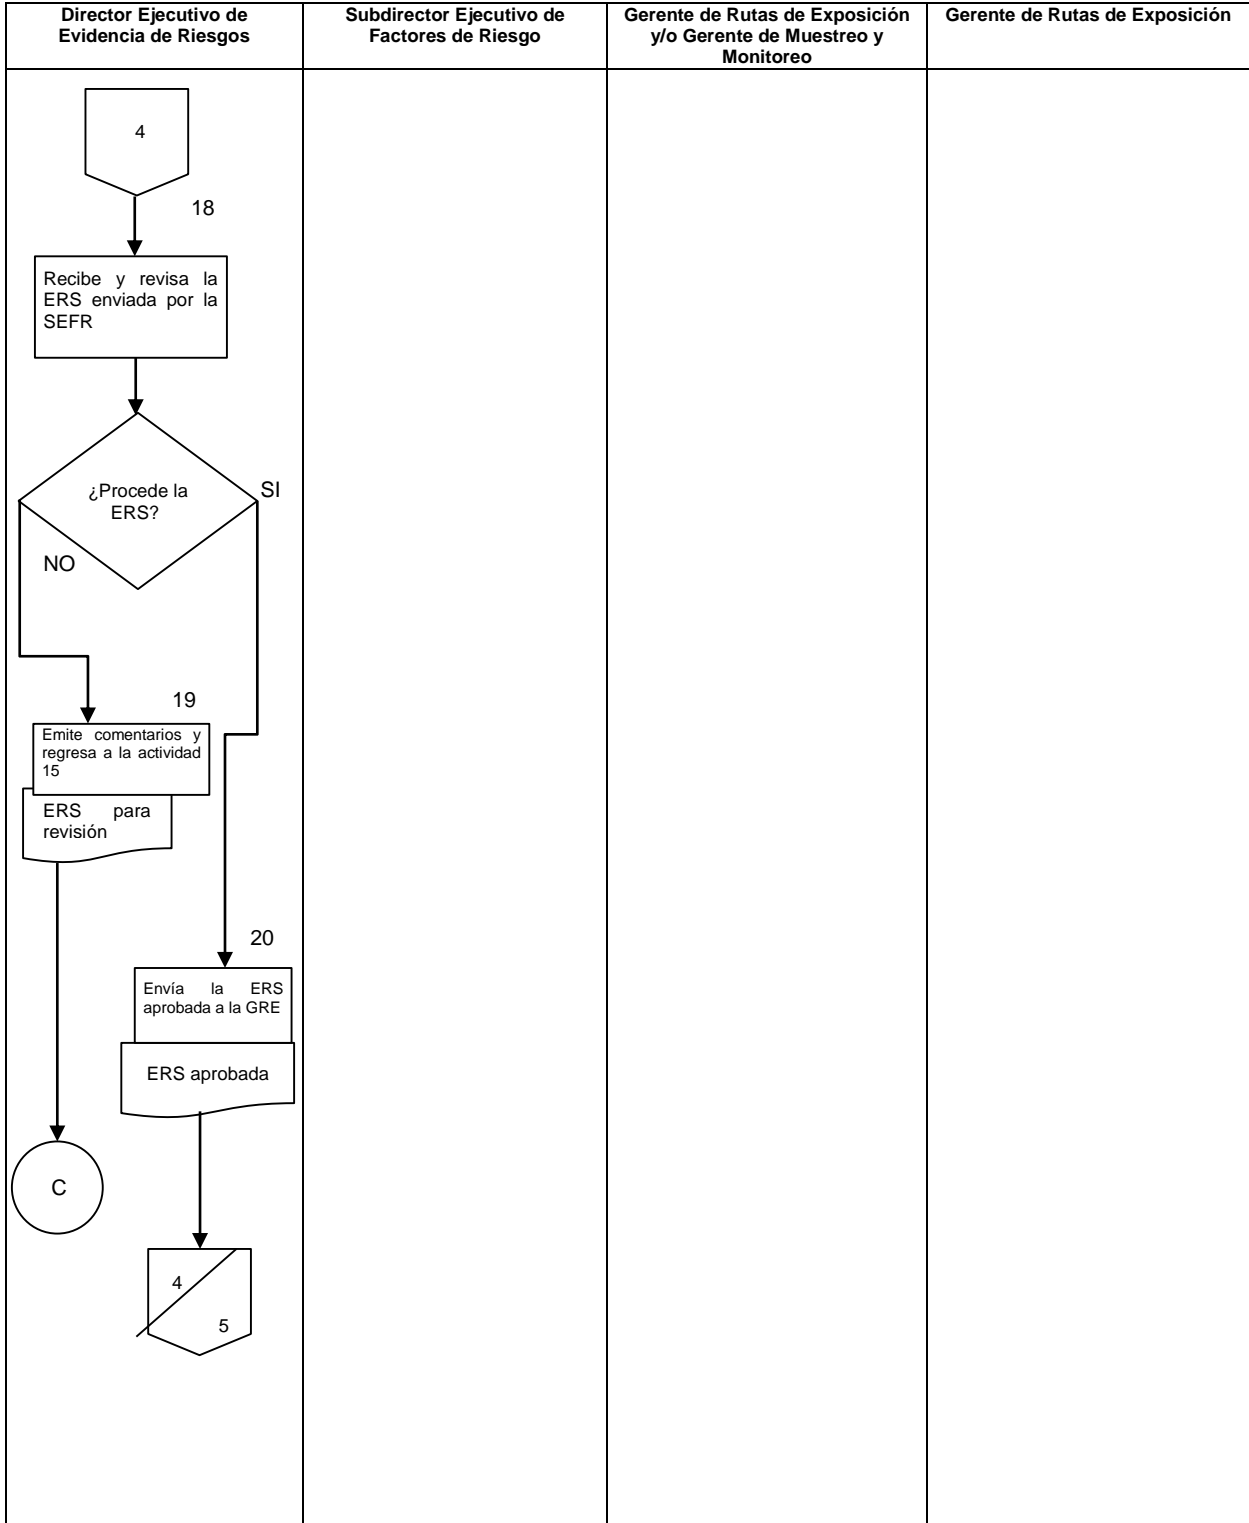 Director Ejecutivo de
Evidencia de Riesgos
Subdirector Ejecutivo de
Factores de Riesgo
Gerente de Rutas de Exposición
y/o Gerente de Muestreo y
Monitoreo
Gerente de Rutas de Exposición
4
18
Recibe y revisa la
ERS enviada por la
SEFR
¿Procede la
ERS?
SI
NO
19
Emite comentarios y
regresa a la actividad
15
ERS para
revisión
20
Envía la ERS
aprobada a la GRE
ERS aprobada
C
4
5